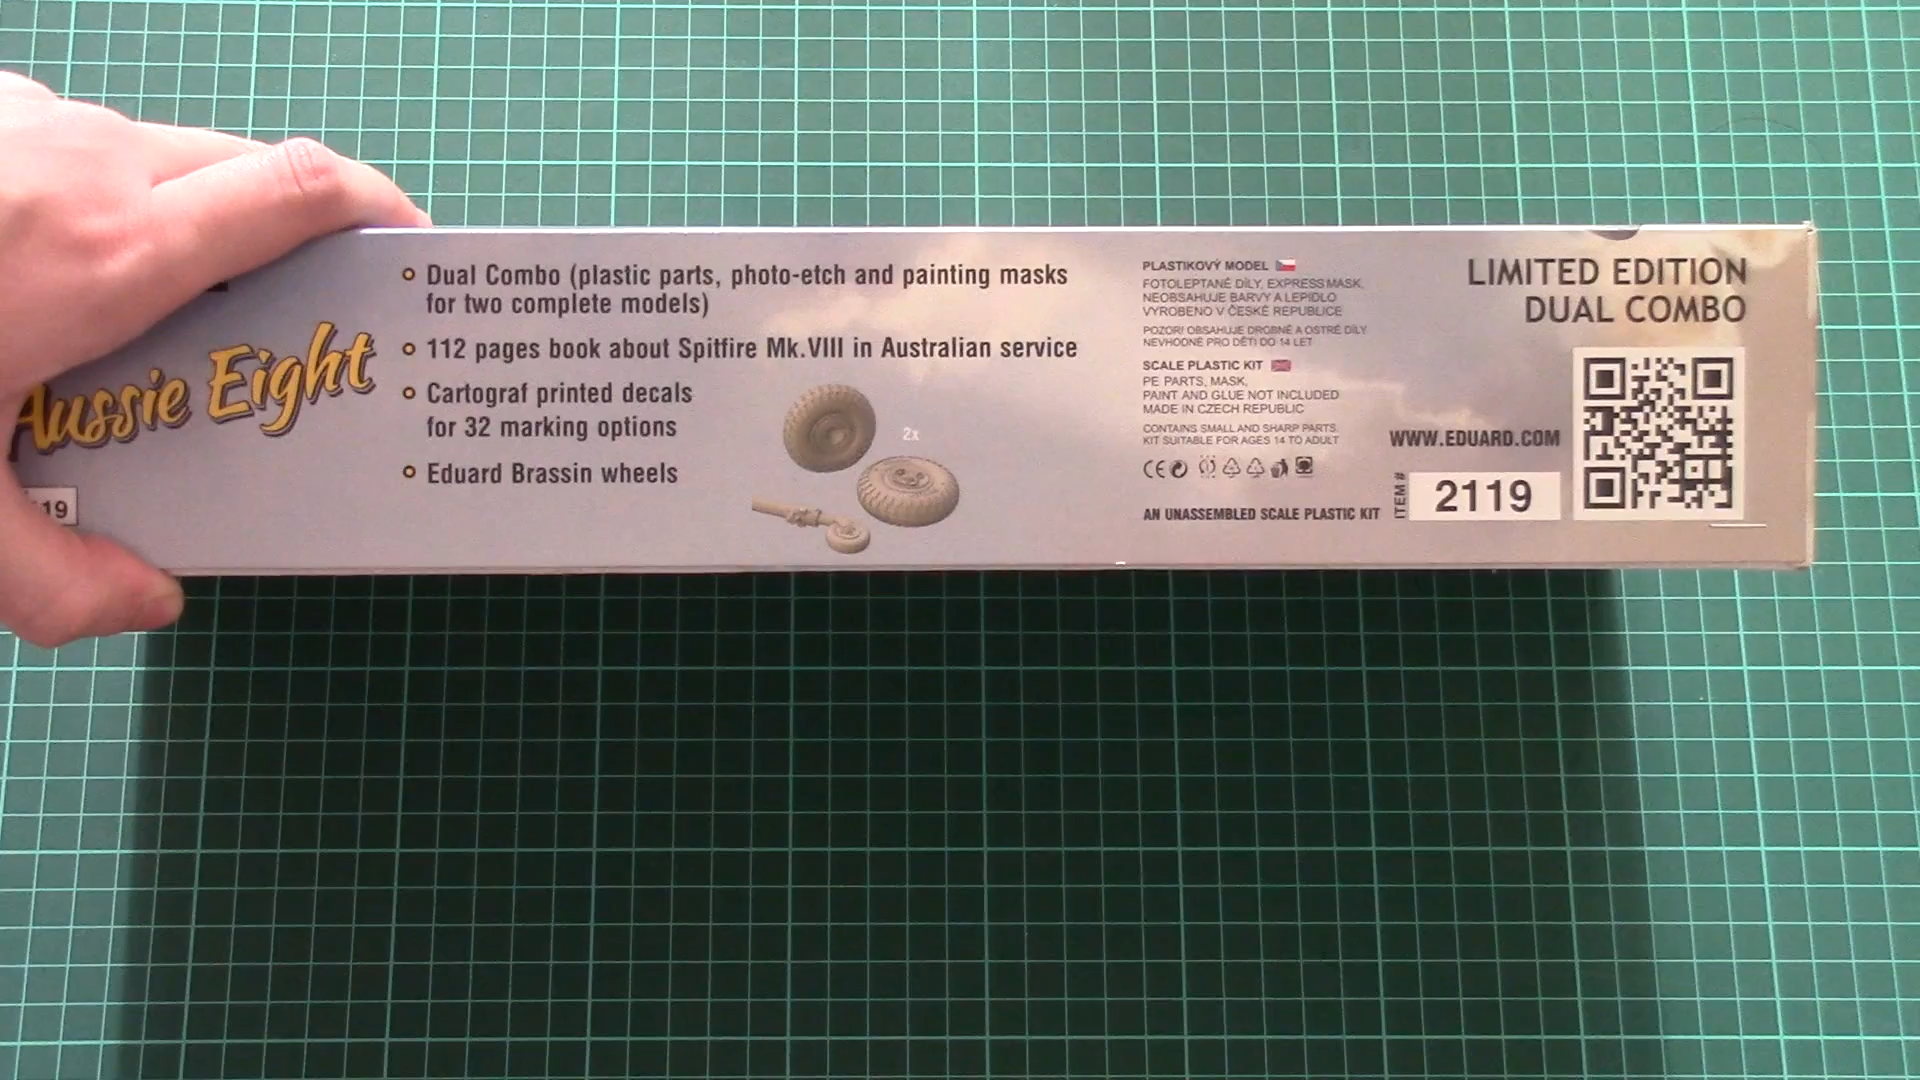 Aussie Eight
19
Dual Combo (plastic parts, photo-etch and painting masks
for two complete models)
112 pages book about Spitfire Mk.VIII in Australian service
Cartograf printed decals
for 32 marking options
Eduard Brassin wheels
2x
PLASTIKOVÝ MODEL
FOTOLEPTANÉ DÍLY, EXPRESS MASK,
NEOBSAHUJE BARVY A LEPIDLO
VYROBENO V ČESKÉ REPUBLICE
POZOR! OBSAHUJE DROBNÉ A OSTRÉ DÍLY
NEVHODNÉ PRO DĚTI DO 14 LET
SCALE PLASTIC KIT
PE PARTS, MASK,
PAINT AND GLUE NOT INCLUDED
MADE IN CZECH REPUBLIC
CONTAINS SMALL AND SHARP PARTS.
KIT SUITABLE FOR AGES 14 TO ADULT
CE
AN UNASSEMBLED SCALE PLASTIC KIT
LIMITED EDITION
DUAL COMBO
WWW.EDUARD.COM
ITEM #
2119